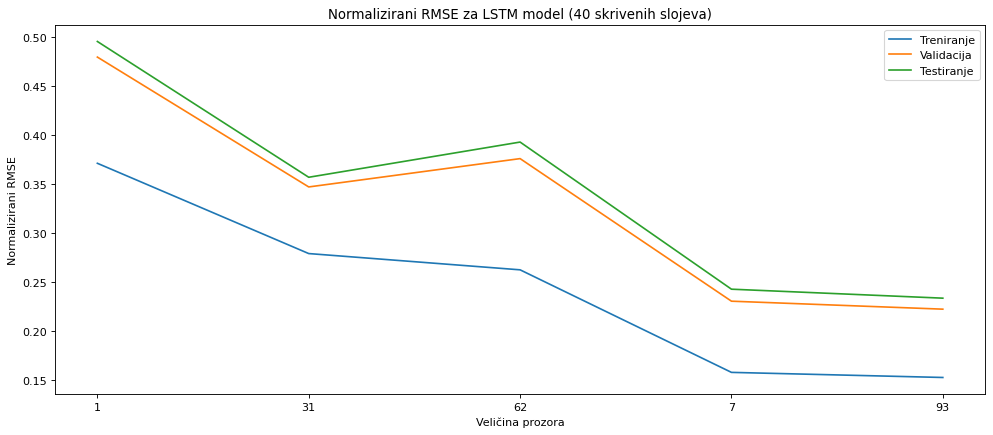 Normalizirani RMSE za LSTM model (40 skrivenih slojeva)
Treniranje
Validacija
Testiranje
Normalizirani RMSE
0.50
0.45
0.40
0.35
0.30
0.25
0.20
0.15
1
31
62
7
93
Veličina prozora